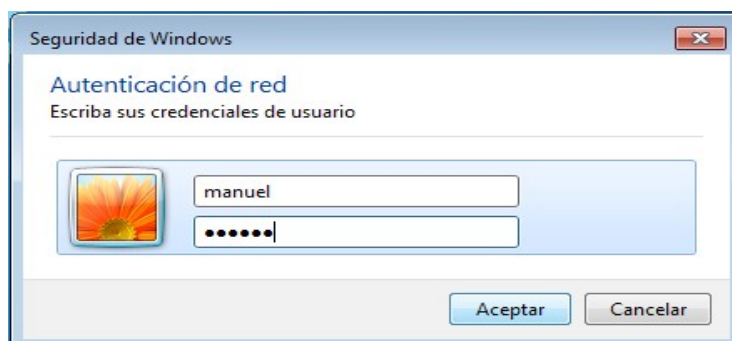 Seguridad de Windows
Autenticación de red
Escriba sus credenciales de usuario
manuel
●●●●●●
Aceptar Cancelar